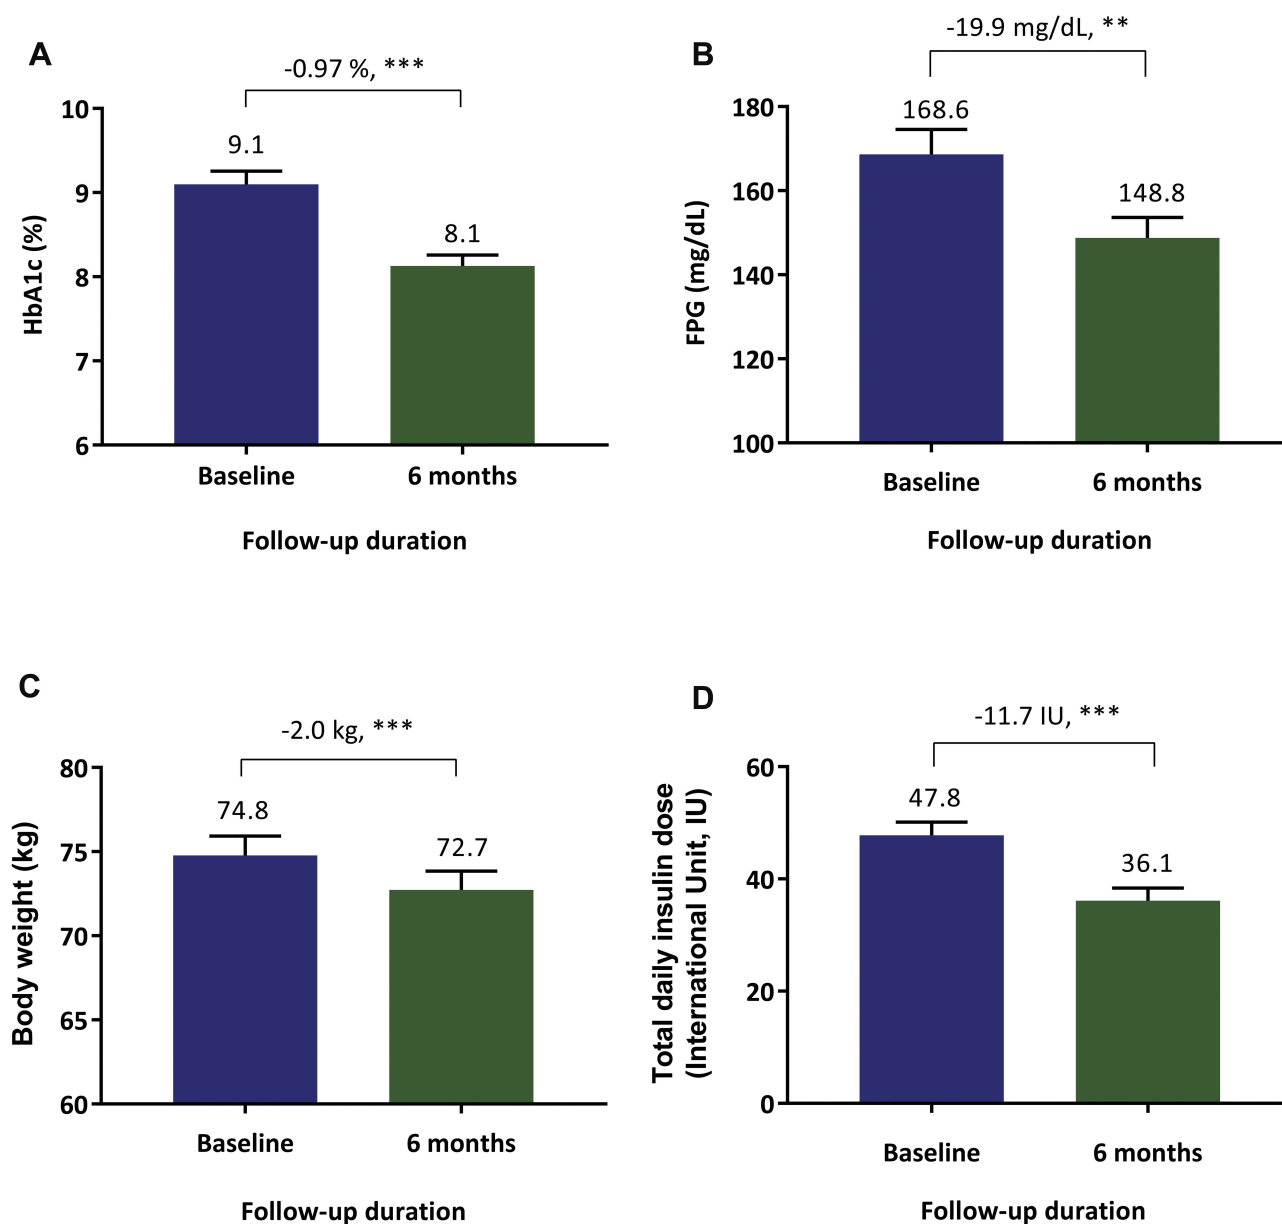 A
-0.97 %, ***
10
9
8
7
6
HbA1c (%)
9.1
8.1
Baseline
6 months
Follow-up duration
B
-19.9 mg/dL, **
180
160
140
120
100
FPG (mg/dL)
168.6
148.8
Baseline
6 months
Follow-up duration
C
-2.0 kg, ***
80
75
70
65
60
Body weight (kg)
74.8
72.7
Baseline
6 months
Follow-up duration
D
-11.7 IU, ***
60
40
20
0
Total daily insulin dose
(International Unit, IU)
47.8
36.1
Baseline
6 months
Follow-up duration